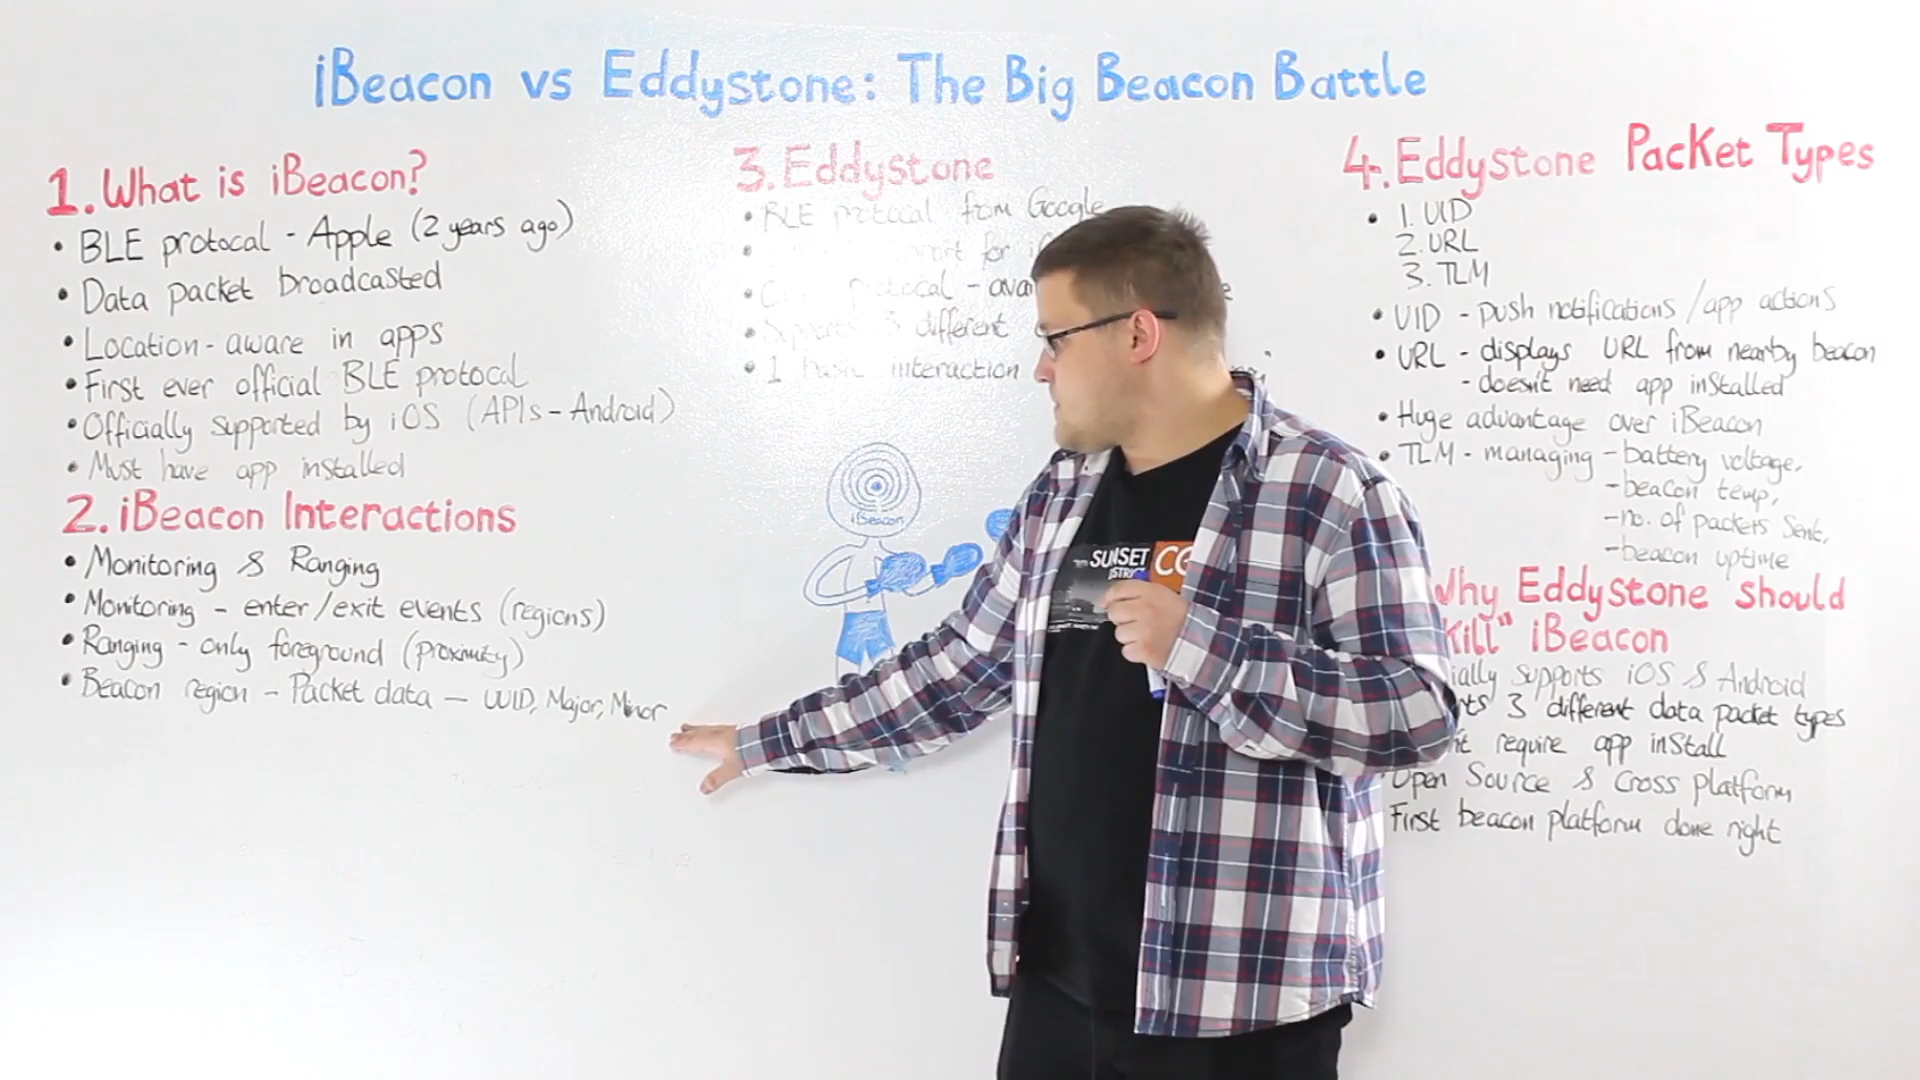 iBeacon vs Eddystone: The Big Beacon Battle
1. What is iBeacon?
• BLE protocal - Apple (2 years ago)
• Data packet broadcasted
• Location-aware in apps
• First ever official BLE protocal
• Officially supported by iOS (APIs - Android)
• Must have app installed
2. iBeacon Interactions
• Monitoring & Ranging
• Monitoring - enter/exit events (regions)
• Ranging - only foreground (proximity)
• Beacon region - Packet data - UUID, Major, Minor
3. Eddystone
• BLE protocal from Google
• for
• protocal -
• Supports 3 different
• 1 basic interaction
iBeacon
SUNSET
4. Eddystone Packet Types
• 1. UID
2. URL
3. TLM
• UID - push notifications / app actions
• URL - displays URL from nearby beacon
- doesn't need app installed
• Huge advantage over iBeacon
• TLM - managing - battery voltage,
- beacon temp,
- no. of packets sent,
- beacon uptime
Why Eddystone should
Kill" iBeacon
supports iOS & Android
3 different data packet types
require app install
Open Source & Cross platform
First beacon platform done right